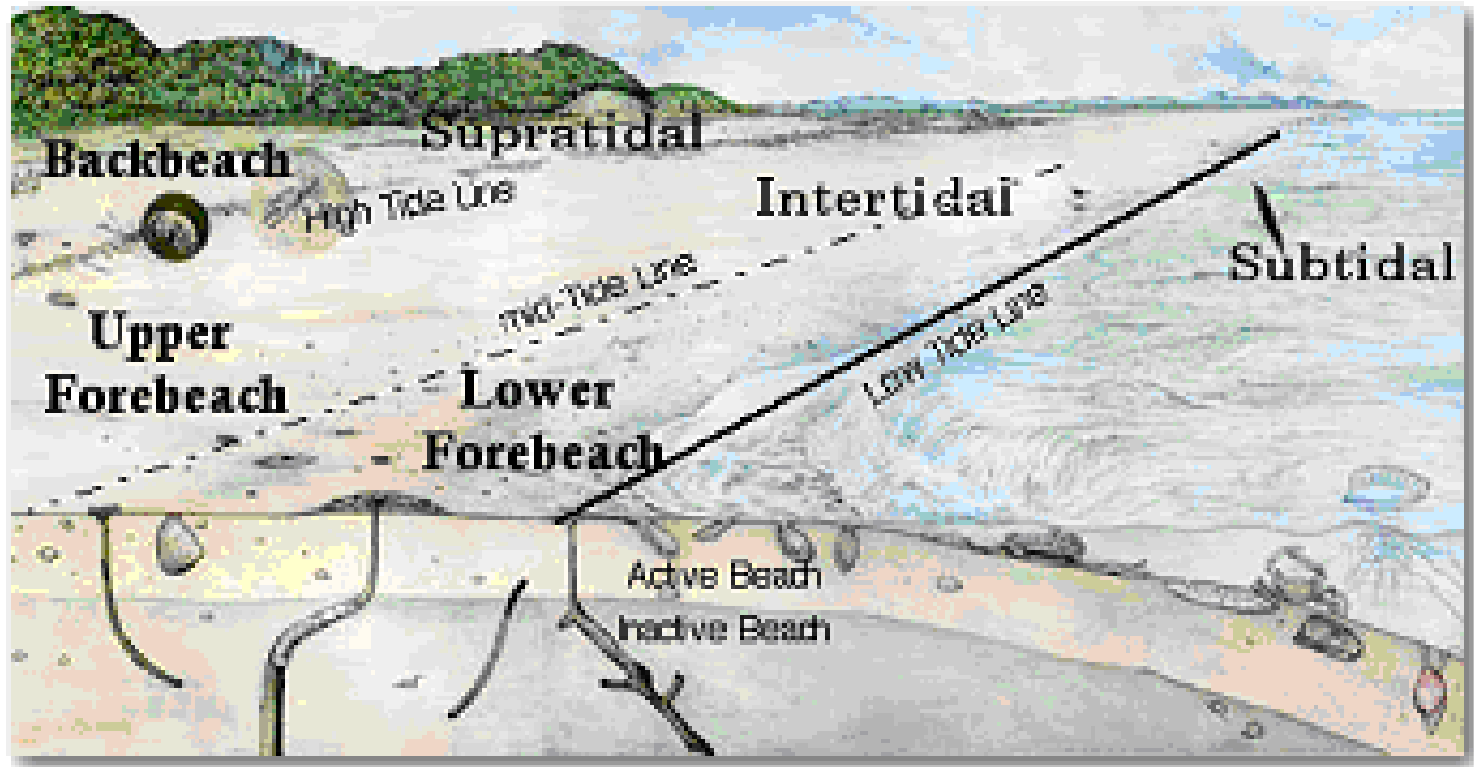 Supratidal
Backbeach
High Tide Line
Intertidal
Subtidal
mid-Tide Line
Low Tide Line
Upper
Forebeach
Lower
Forebeach
Active Beach
Inactive Beach